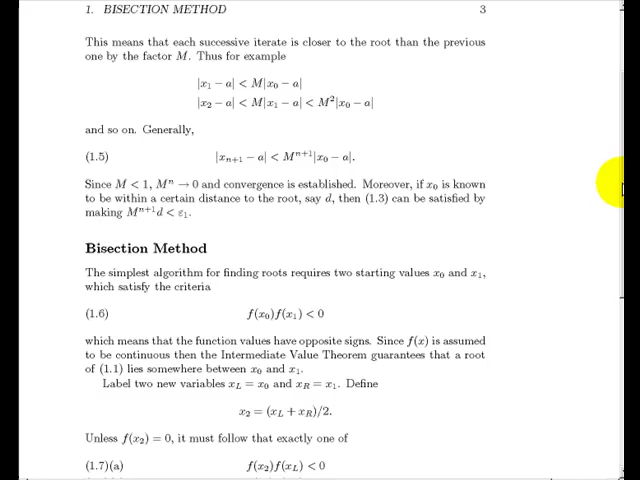 1. BISECTION METHOD 3
This means that each successive iterate is closer to the root than the previous
one by the factor M. Thus for example
|x₁ − a| < M|x₀ − a|
|x₂ − a| < M|x₁ − a| < M²|x₀ − a|
and so on. Generally,
(1.5) |xₙ₊₁ − a| < Mⁿ⁺¹|x₀ − a|.
Since M < 1, Mⁿ → 0 and convergence is established. Moreover, if x₀ is known
to be within a certain distance to the root, say d, then (1.3) can be satisfied by
making Mⁿ⁺¹d < ε₁.
Bisection Method
The simplest algorithm for finding roots requires two starting values x₀ and x₁,
which satisfy the criteria
(1.6) f(x₀)f(x₁) < 0
which means that the function values have opposite signs. Since f(x) is assumed
to be continuous then the Intermediate Value Theorem guarantees that a root
of (1.1) lies somewhere between x₀ and x₁.
Label two new variables x_L = x₀ and x_R = x₁. Define
x₂ = (x_L + x_R)/2.
Unless f(x₂) = 0, it must follow that exactly one of
(1.7)(a) f(x₂)f(x_L) < 0